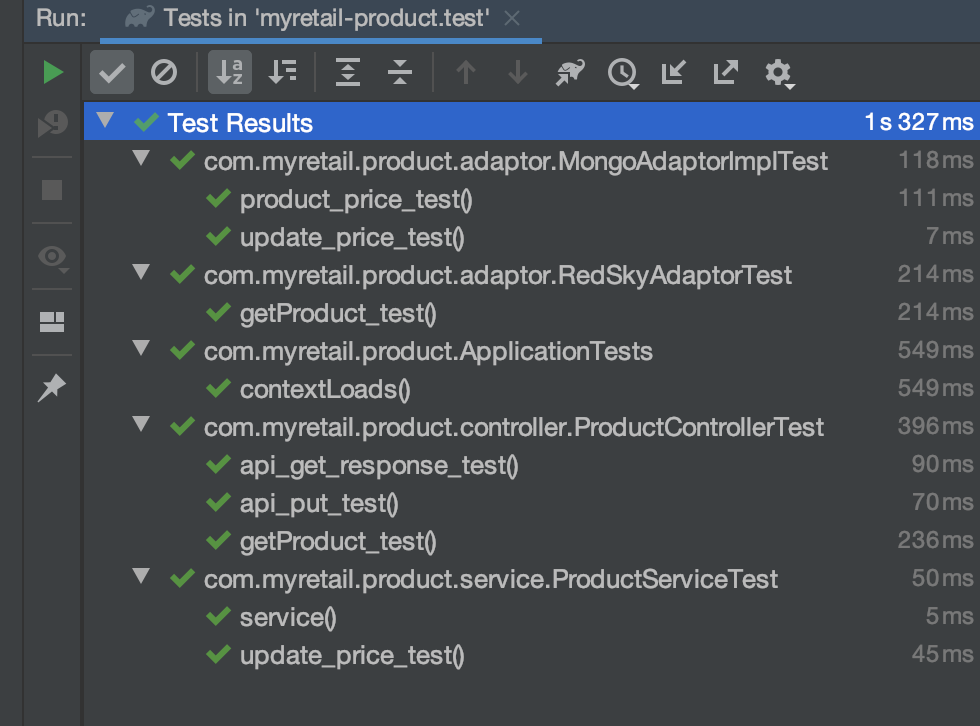 Run: Tests in 'myretail-product.test'
Test Results 1 s 327 ms
com.myretail.product.adaptor.MongoAdaptorImplTest 118 ms
product_price_test() 111 ms
update_price_test() 7 ms
com.myretail.product.adaptor.RedSkyAdaptorTest 214 ms
getProduct_test() 214 ms
com.myretail.product.ApplicationTests 549 ms
contextLoads() 549 ms
com.myretail.product.controller.ProductControllerTest 396 ms
api_get_response_test() 90 ms
api_put_test() 70 ms
getProduct_test() 236 ms
com.myretail.product.service.ProductServiceTest 50 ms
service() 5 ms
update_price_test() 45 ms